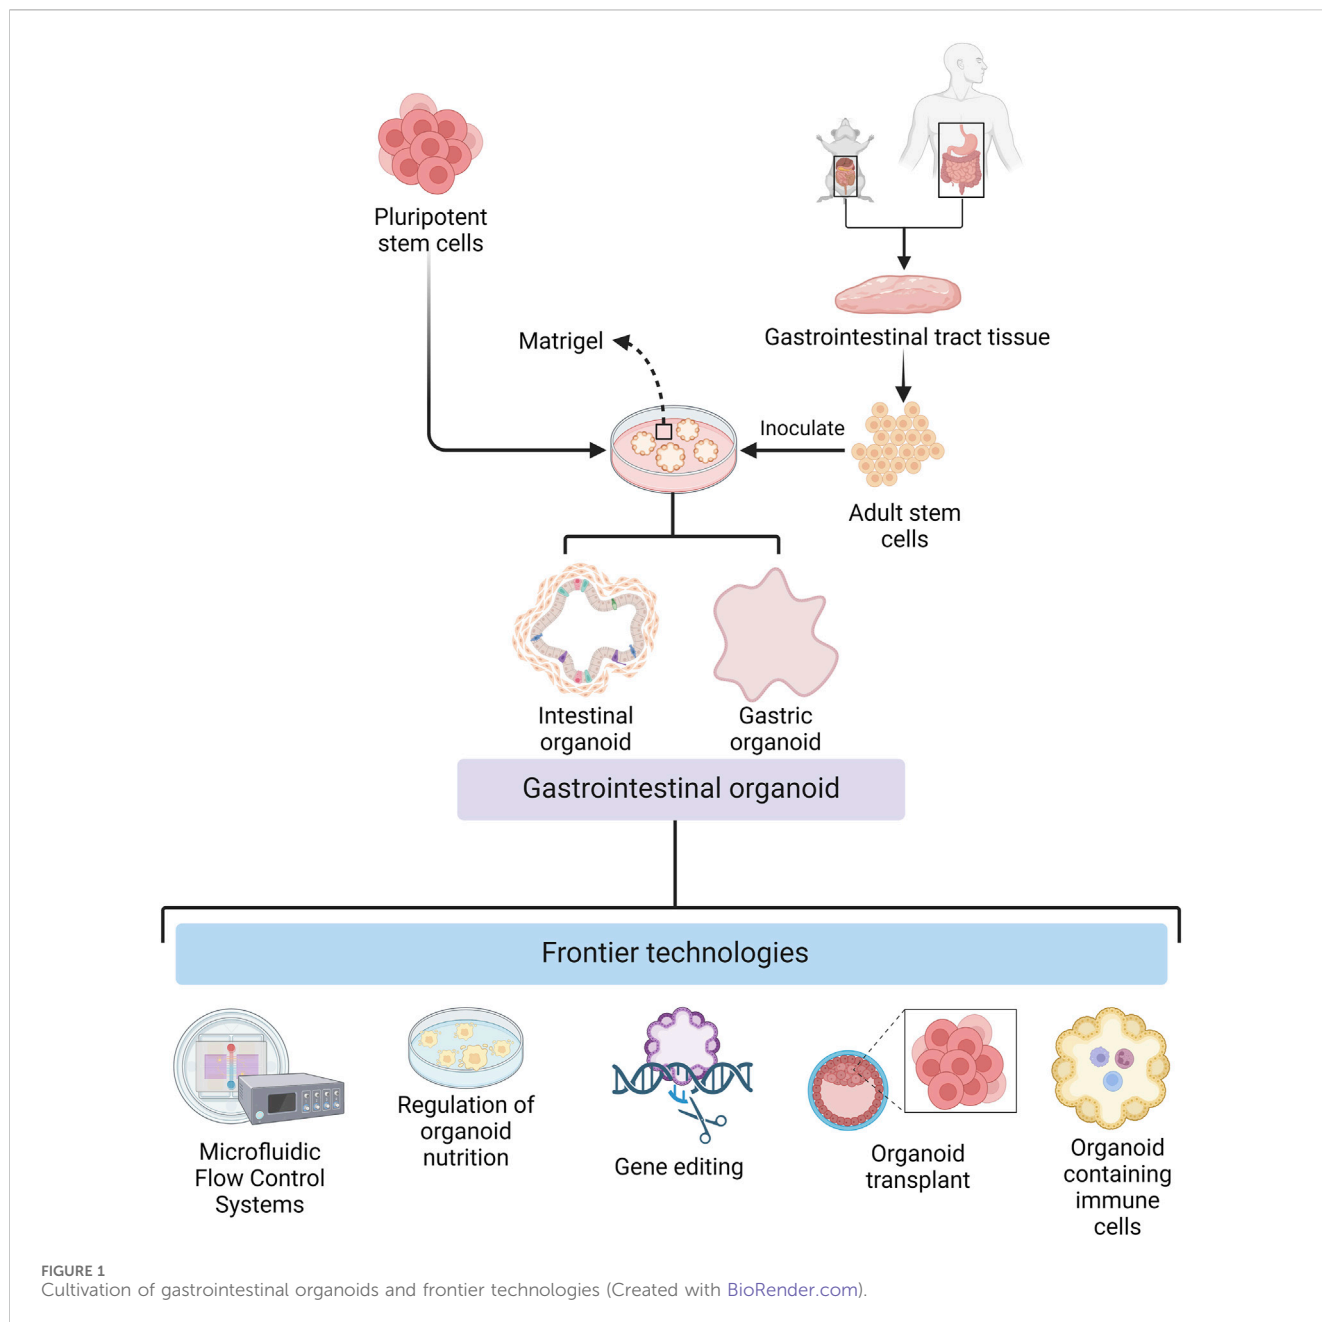 Pluripotent
stem cells
Gastrointestinal tract tissue
Matrigel
Inoculate
Adult stem
cells
Intestinal
organoid
Gastric
organoid
Gastrointestinal organoid
Frontier technologies
Microfluidic
Flow Control
Systems
Regulation of
organoid
nutrition
Gene editing
Organoid
transplant
Organoid
containing
immune
cells
FIGURE 1
Cultivation of gastrointestinal organoids and frontier technologies (Created with BioRender.com).